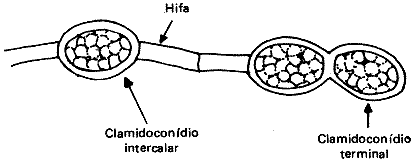 Hifa
Clamidoconídio
intercalar
Clamidoconídio
terminal